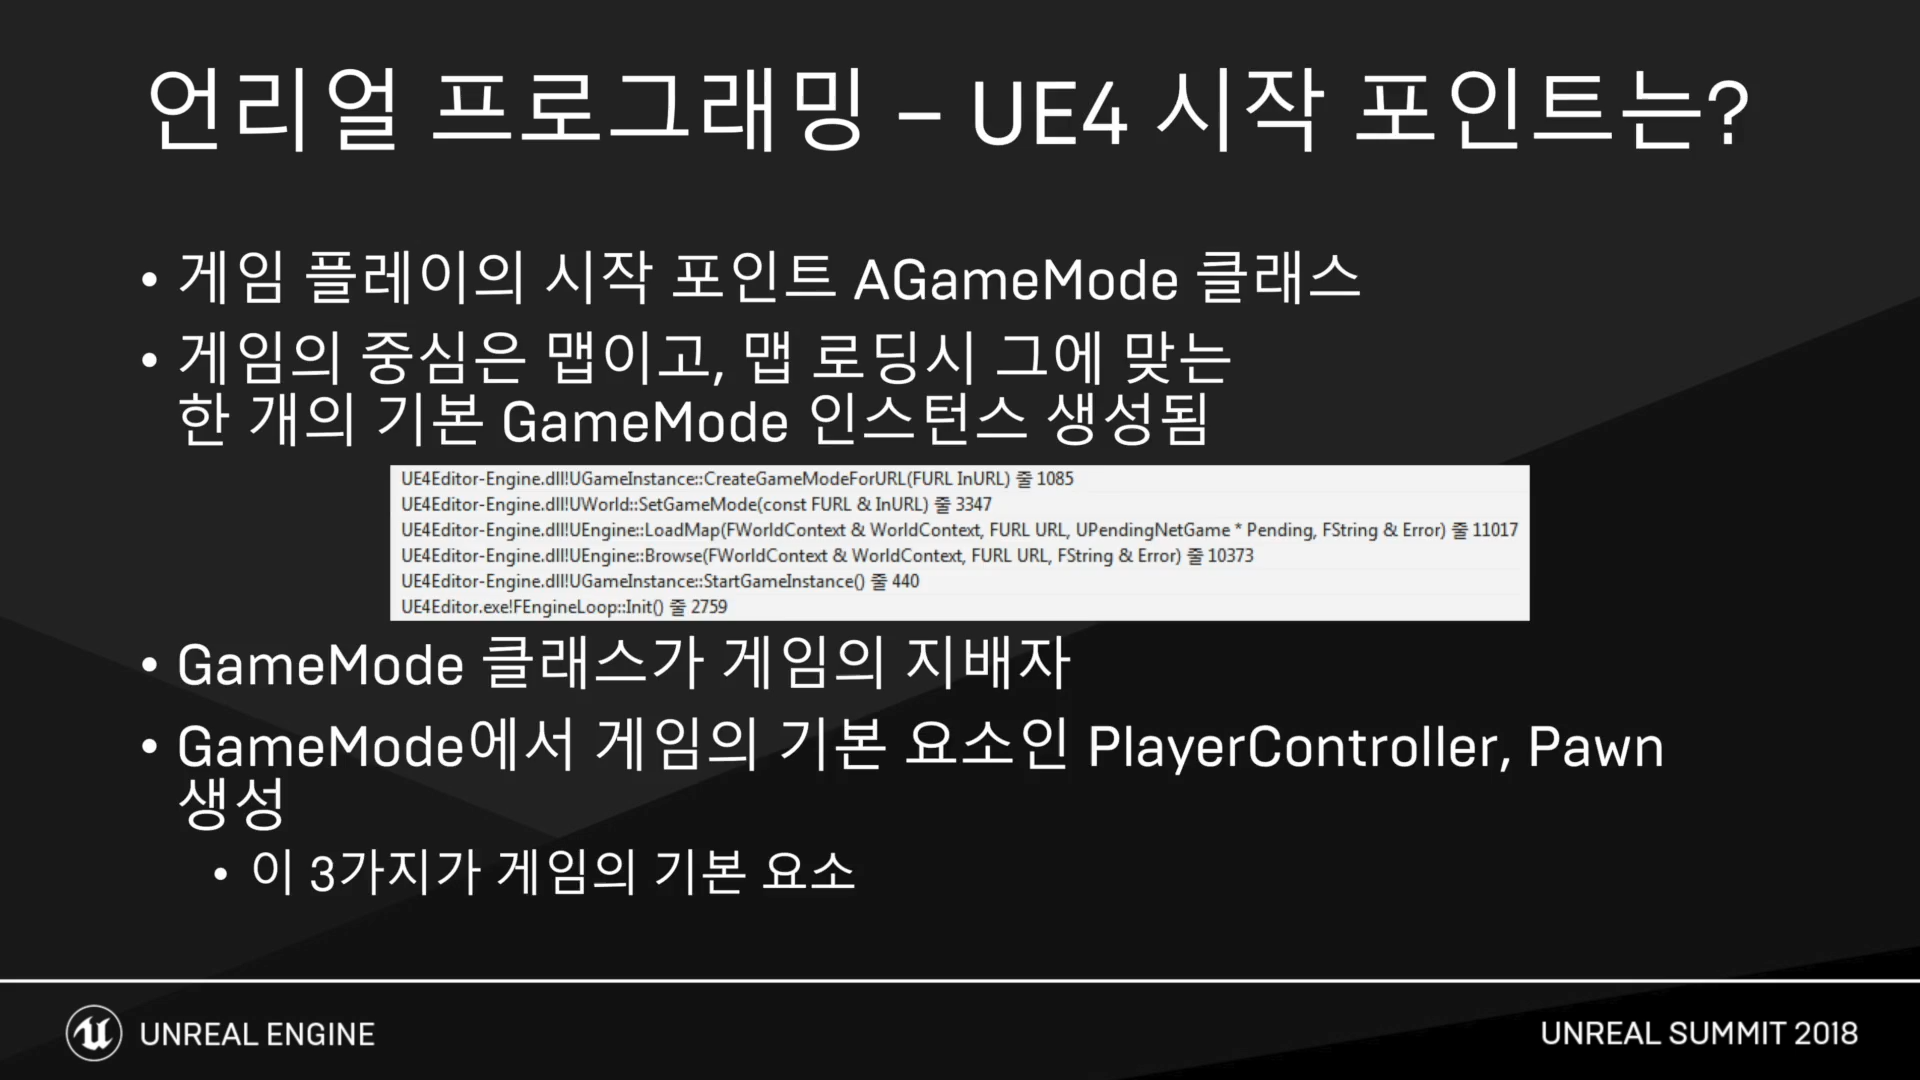 언리얼 프로그래밍 – UE4 시작 포인트는?
• 게임 플레이의 시작 포인트 AGameMode 클래스
• 게임의 중심은 맵이고, 맵 로딩시 그에 맞는
한 개의 기본 GameMode 인스턴스 생성됨
UE4Editor-Engine.dll!UGameInstance::CreateGameModeForURL(FURL InURL) 줄 1085
UE4Editor-Engine.dll!UWorld::SetGameMode(const FURL & InURL) 줄 3347
UE4Editor-Engine.dll!UEngine::LoadMap(FWorldContext & WorldContext, FURL URL, UPendingNetGame * Pending, FString & Error) 줄 11017
UE4Editor-Engine.dll!UEngine::Browse(FWorldContext & WorldContext, FURL URL, FString & Error) 줄 10373
UE4Editor-Engine.dll!UGameInstance::StartGameInstance() 줄 440
UE4Editor.exe!FEngineLoop::Init() 줄 2759
• GameMode 클래스가 게임의 지배자
• GameMode에서 게임의 기본 요소인 PlayerController, Pawn
생성
• 이 3가지가 게임의 기본 요소
UNREAL ENGINE
UNREAL SUMMIT 2018